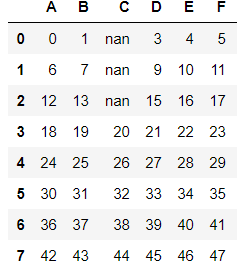 A B C D E F
0 0 1 nan 3 4 5
1 6 7 nan 9 10 11
2 12 13 nan 15 16 17
3 18 19 20 21 22 23
4 24 25 26 27 28 29
5 30 31 32 33 34 35
6 36 37 38 39 40 41
7 42 43 44 45 46 47